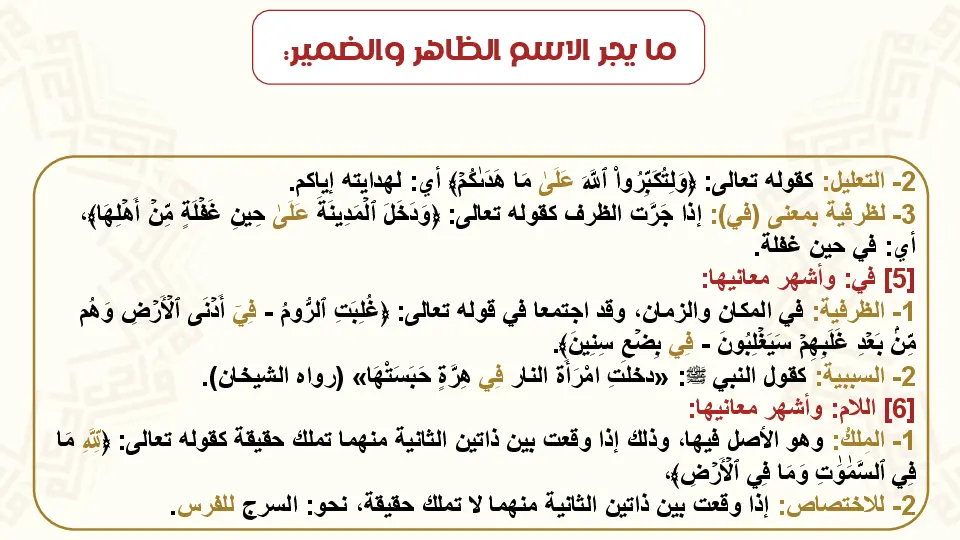 ما يجر الاسم الظاهر والضمير:
2- التعليل: كقوله تعالى: ﴿وَلِتُكَبِّرُواْ ٱللَّهَ عَلَىٰ مَا هَدَىٰكُمۡ﴾ أي: لهدايته إياكم.
3- لظرفية بمعنى (في): إذا جَرَّت الظرف كقوله تعالى: ﴿وَدَخَلَ ٱلۡمَدِينَةَ عَلَىٰ حِينِ غَفۡلَةٖ مِّنۡ أَهۡلِهَا﴾،
أي: في حين غفلة.
[5] في: وأشهر معانيها:
1- الظرفية: في المكان والزمان، وقد اجتمعا في قوله تعالى: ﴿غُلِبَتِ ٱلرُّومُ - فِيٓ أَدۡنَى ٱلۡأَرۡضِ وَهُم
مِّنۢ بَعۡدِ غَلَبِهِمۡ سَيَغۡلِبُونَ - فِي بِضۡعِ سِنِينَ﴾.
2- السببية: كقول النبي ﷺ: «دخلَتِ امْرَأَة النار فِي هِرَّةٍ حَبَسَتْهَا» (رواه الشيخان).
[6] اللام: وأشهر معانيها:
1- المِلكُ: وهو الأصل فيها، وذلك إذا وقعت بين ذاتين الثانية منهما تملك حقيقة كقوله تعالى: ﴿لِّلَّهِ مَا
فِي ٱلسَّمَٰوَٰتِ وَمَا فِي ٱلۡأَرۡضِ﴾،
2- للاختصاص: إذا وقعت بين ذاتين الثانية منهما لا تملك حقيقة، نحو: السرج للفرس.